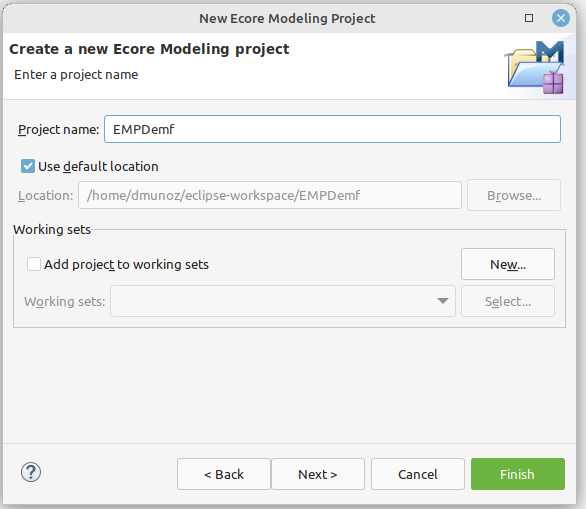 New Ecore Modeling Project
Create a new Ecore Modeling project
Enter a project name
Project name: EMPDemf
Use default location
Location: /home/dmunoz/eclipse-workspace/EMPDemf Browse...
Working sets
Add project to working sets New...
Working sets: Select...
? < Back Next > Cancel Finish